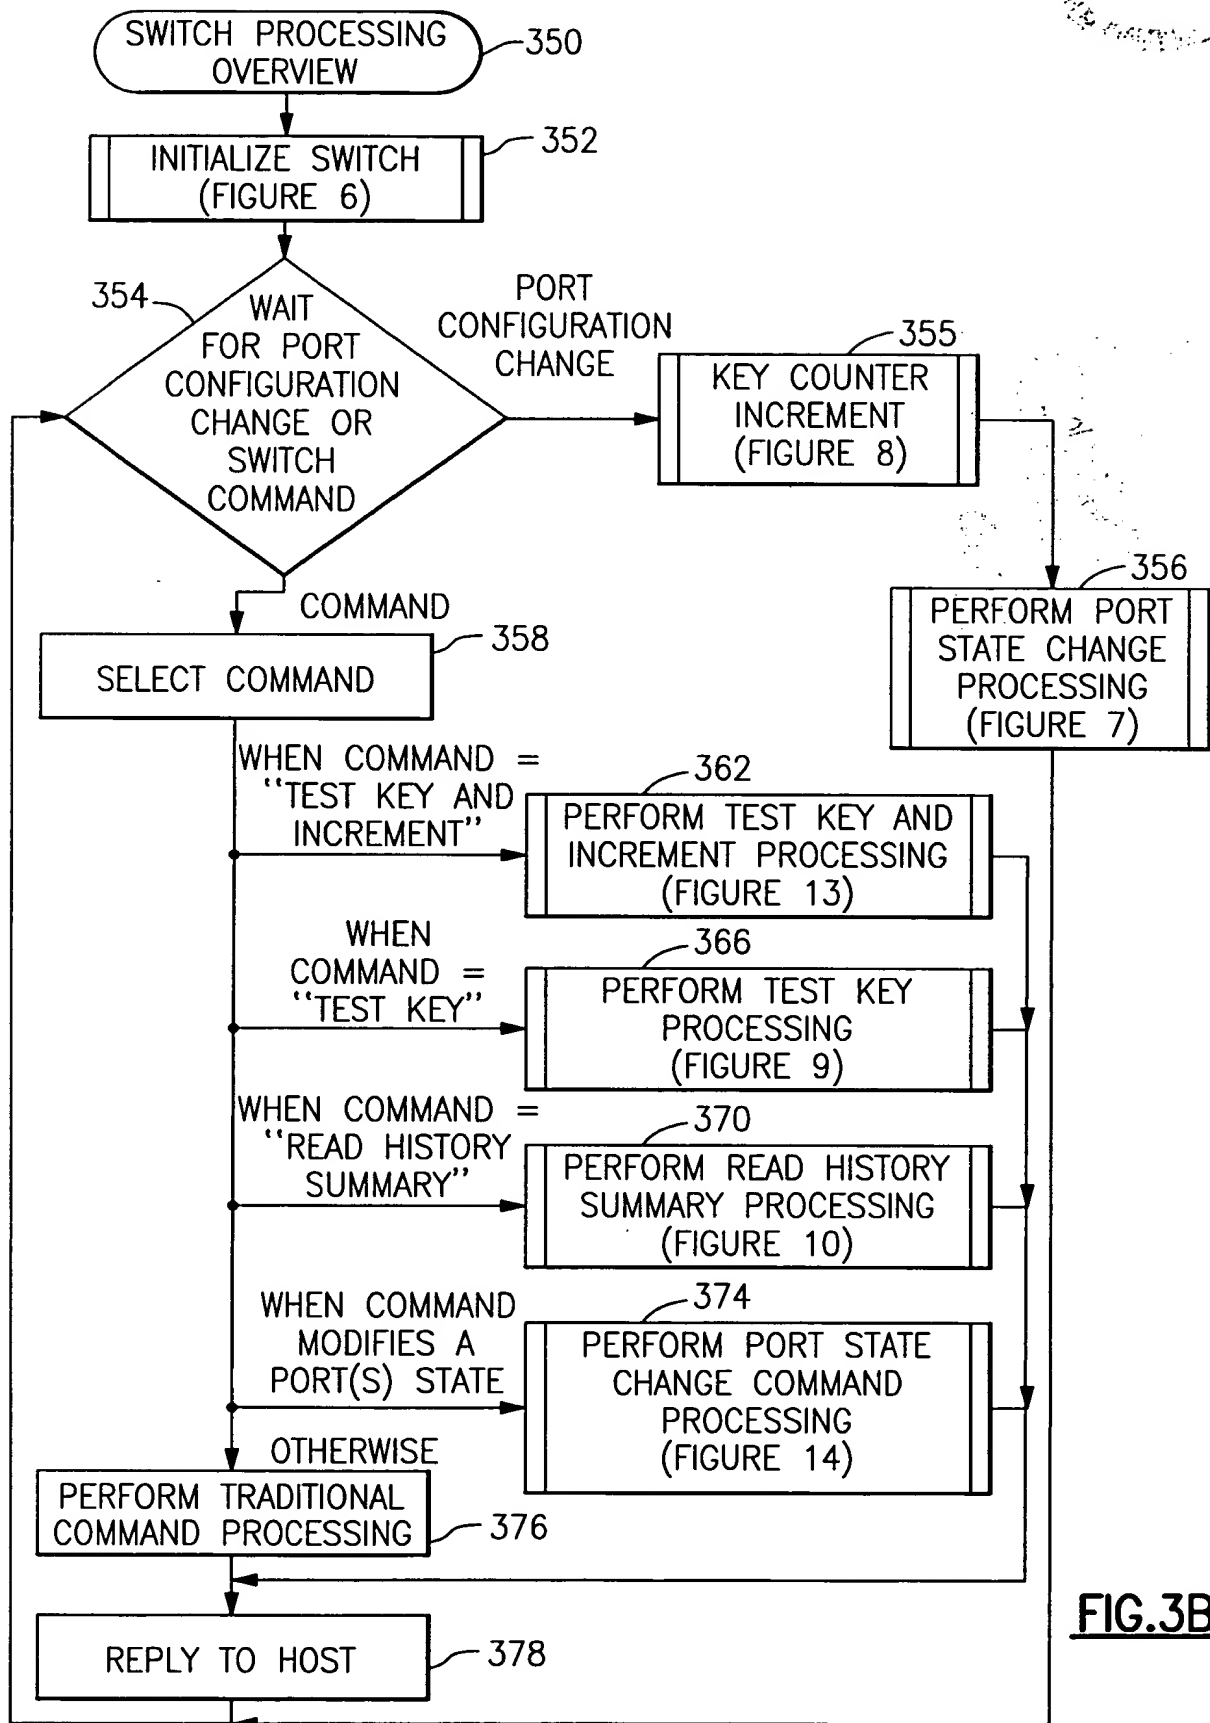 SWITCH PROCESSING
OVERVIEW
350
INITIALIZE SWITCH
(FIGURE 6)
352
354
WAIT
FOR PORT
CONFIGURATION
CHANGE OR
SWITCH
COMMAND
PORT
CONFIGURATION
CHANGE
355
KEY COUNTER
INCREMENT
(FIGURE 8)
356
PERFORM PORT
STATE CHANGE
PROCESSING
(FIGURE 7)
COMMAND
358
SELECT COMMAND
WHEN COMMAND =
“TEST KEY AND
INCREMENT”
362
PERFORM TEST KEY AND
INCREMENT PROCESSING
(FIGURE 13)
WHEN
COMMAND =
“TEST KEY”
366
PERFORM TEST KEY
PROCESSING
(FIGURE 9)
WHEN COMMAND =
“READ HISTORY
SUMMARY”
370
PERFORM READ HISTORY
SUMMARY PROCESSING
(FIGURE 10)
WHEN COMMAND
MODIFIES A
PORT(S) STATE
374
PERFORM PORT STATE
CHANGE COMMAND
PROCESSING
(FIGURE 14)
OTHERWISE
PERFORM TRADITIONAL
COMMAND PROCESSING
376
REPLY TO HOST
378
FIG.3B